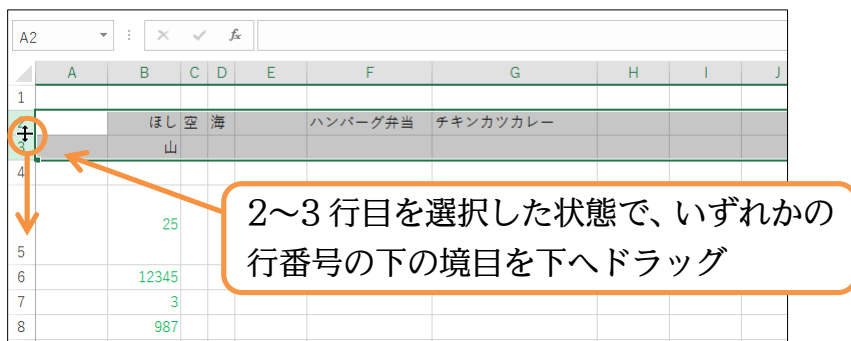 A2 fx
A B C D E F G H I J
1
2 ほし 空 海 ハンバーグ弁当 チキンカツカレー
3 山
4
25
5
6 12345
7 3
8 987
2～3行目を選択した状態で、いずれかの
行番号の下の境目を下へドラッグ